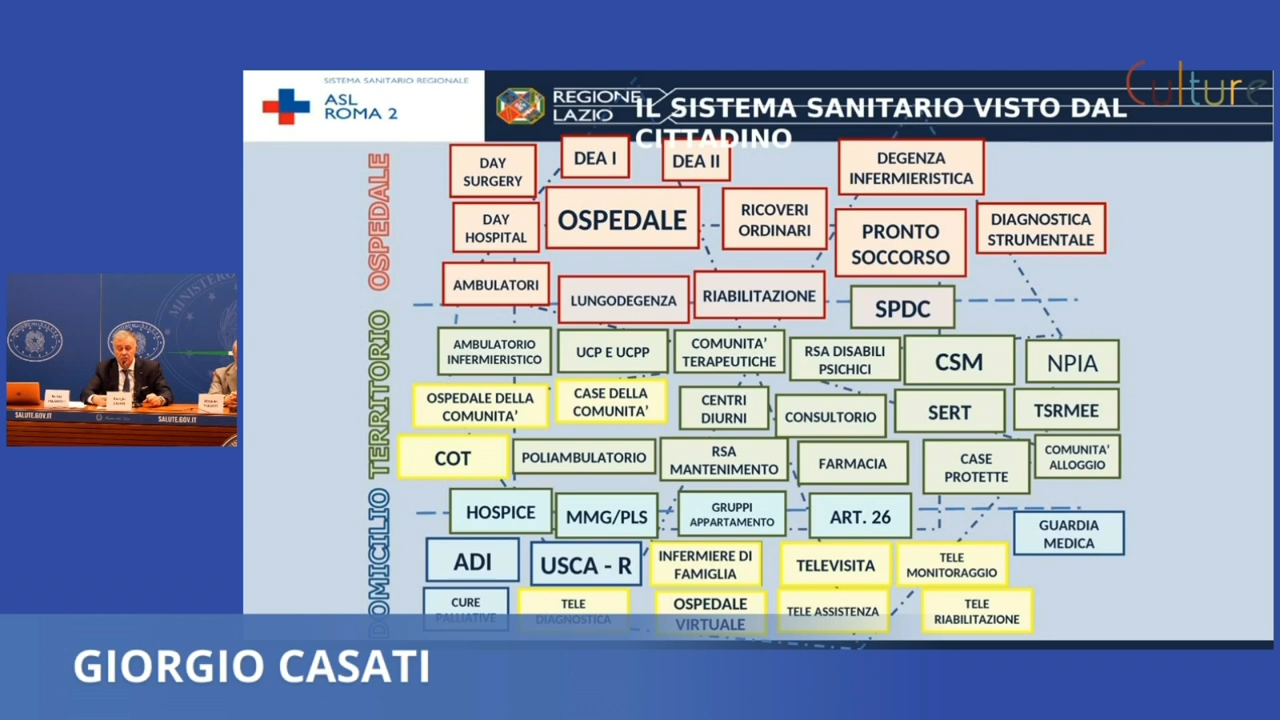 Culture
SISTEMA SANITARIO REGIONALE
ASL
ROMA 2
REGIONE
LAZIO
IL SISTEMA SANITARIO VISTO DAL
CITTADINO
OSPEDALE
DAY
SURGERY
DEA I
DEA II
DEGENZA
INFERMIERISTICA
DAY
HOSPITAL
OSPEDALE
RICOVERI
ORDINARI
PRONTO
SOCCORSO
DIAGNOSTICA
STRUMENTALE
AMBULATORI
LUNGODEGENZA
RIABILITAZIONE
SPDC
TERRITORIO
AMBULATORIO
INFERMIERISTICO
UCP E UCPP
COMUNITA’
TERAPEUTICHE
RSA DISABILI
PSICHICI
CSM
NPIA
OSPEDALE DELLA
COMUNITA’
CASE DELLA
COMUNITA’
CENTRI
DIURNI
CONSULTORIO
SERT
TSRMEE
COT
POLIAMBULATORIO
RSA
MANTENIMENTO
FARMACIA
CASE
PROTETTE
COMUNITA’
ALLOGGIO
DOMICILIO
HOSPICE
MMG/PLS
GRUPPI
APPARTAMENTO
ART. 26
GUARDIA
MEDICA
ADI
USCA - R
INFERMIERE DI
FAMIGLIA
TELEVISITA
TELE
MONITORAGGIO
CURE
PALLIATIVE
TELE
DIAGNOSTICA
OSPEDALE
VIRTUALE
TELE ASSISTENZA
TELE
RIABILITAZIONE
SALUTE.GOV.IT
SALUTE.GOV.IT
GIORGIO CASATI